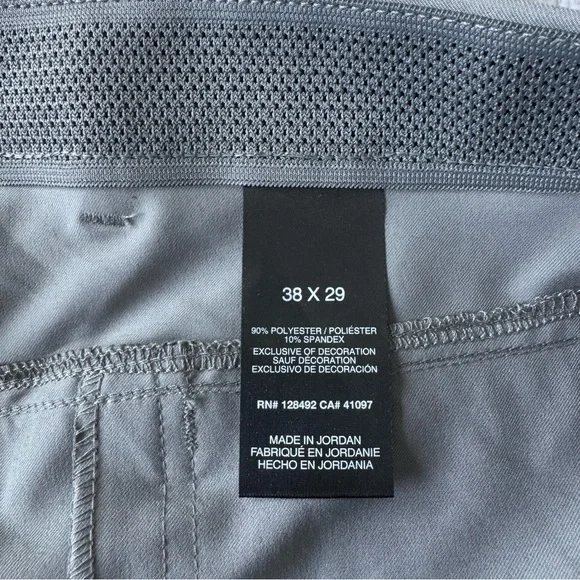 38 X 29
90% POLYESTER / POLIÉSTER
10% SPANDEX
EXCLUSIVE OF DECORATION
SAUF DÉCORATION
EXCLUSIVO DE DECORACIÓN
RN# 128492 CA# 41097
MADE IN JORDAN
FABRIQUÉ EN JORDANIE
HECHO EN JORDANIA